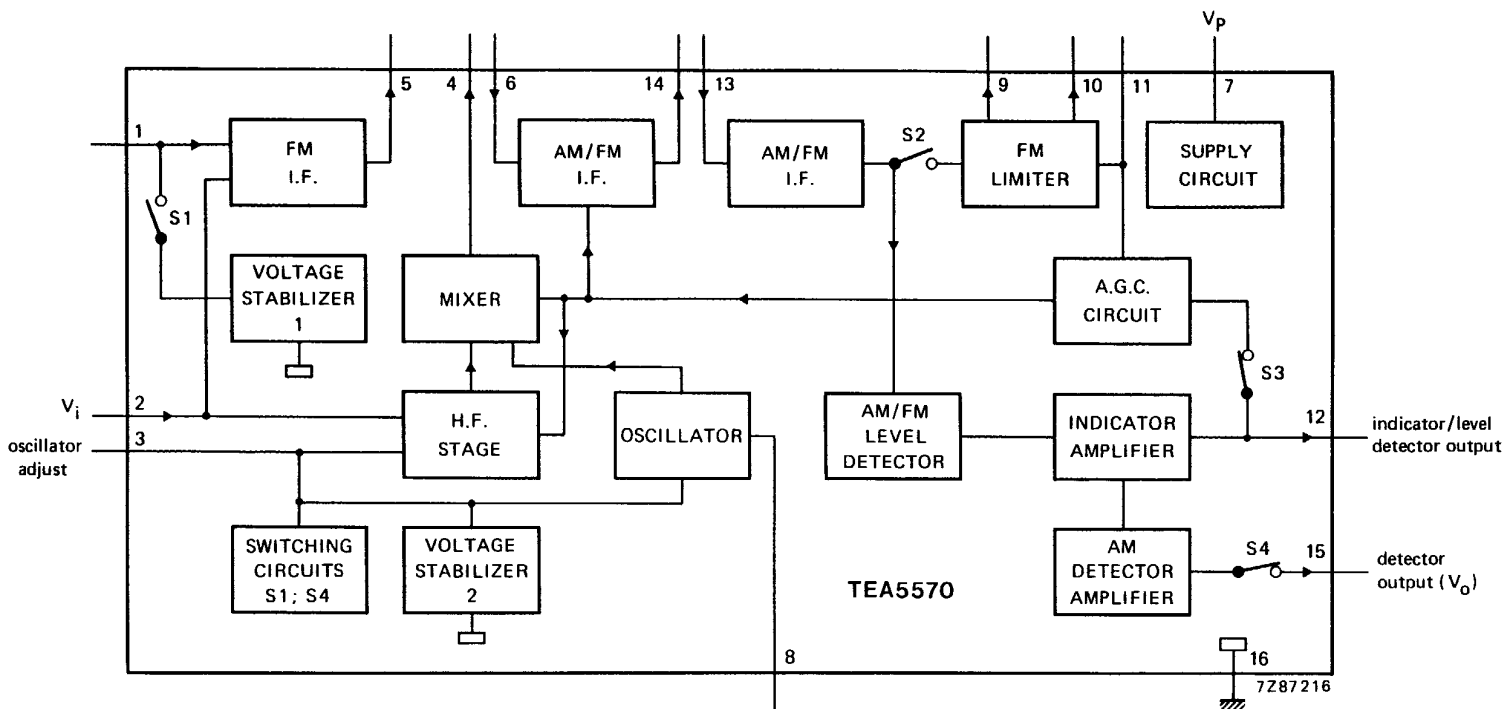 V_P
5
4
6
14
13
9
10
11
7
1
FM
I.F.
AM/FM
I.F.
AM/FM
I.F.
S2
FM
LIMITER
SUPPLY
CIRCUIT
S1
VOLTAGE
STABILIZER
1
MIXER
A.G.C.
CIRCUIT
S3
V_i
2
oscillator
adjust
3
H.F.
STAGE
OSCILLATOR
AM/FM
LEVEL
DETECTOR
INDICATOR
AMPLIFIER
12
indicator/level
detector output
SWITCHING
CIRCUITS
S1; S4
VOLTAGE
STABILIZER
2
TEA5570
AM
DETECTOR
AMPLIFIER
S4
15
detector
output (V_o)
8
16
7Z87216